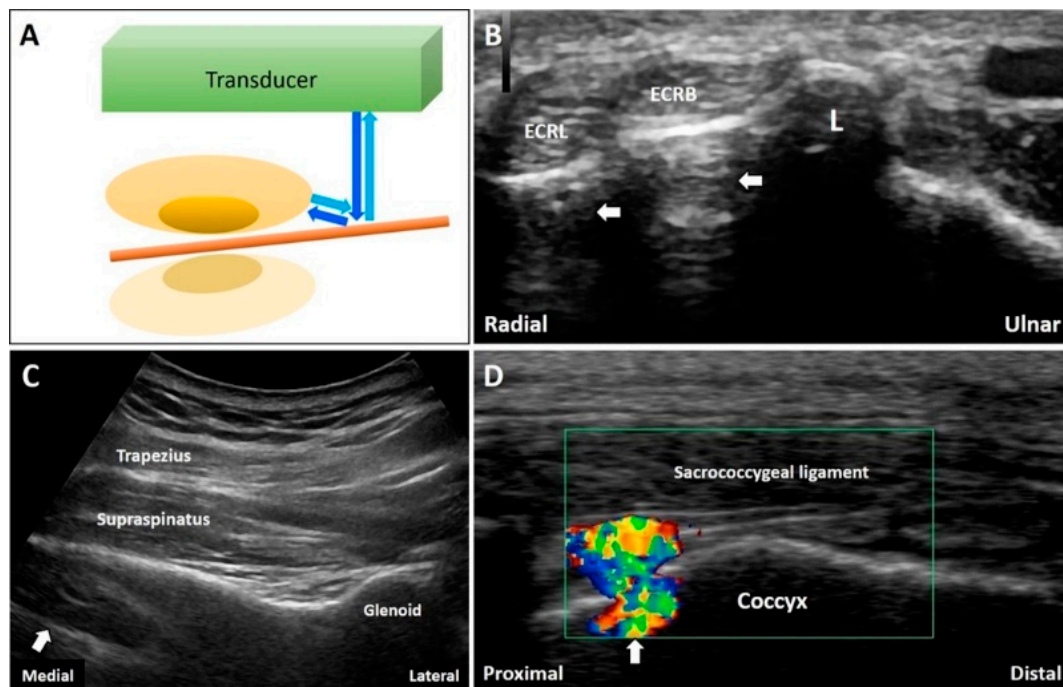 A
Transducer
B
ECRB
ECRL
L
Radial
Ulnar
C
Trapezius
Supraspinatus
Glenoid
Medial
Lateral
D
Sacrococcygeal ligament
Coccyx
Proximal
Distal